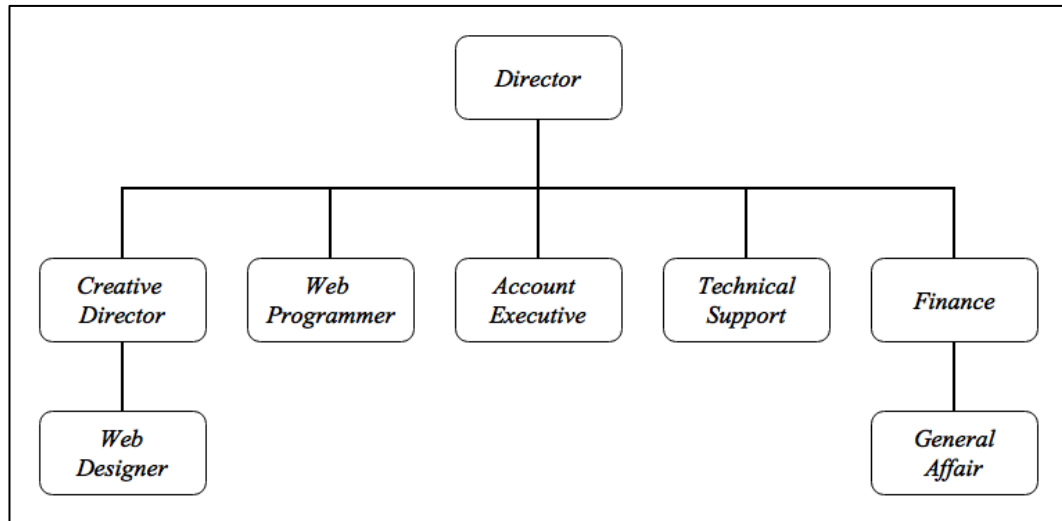 Director
Creative
Director
Web
Programmer
Account
Executive
Technical
Support
Finance
Web
Designer
General
Affair